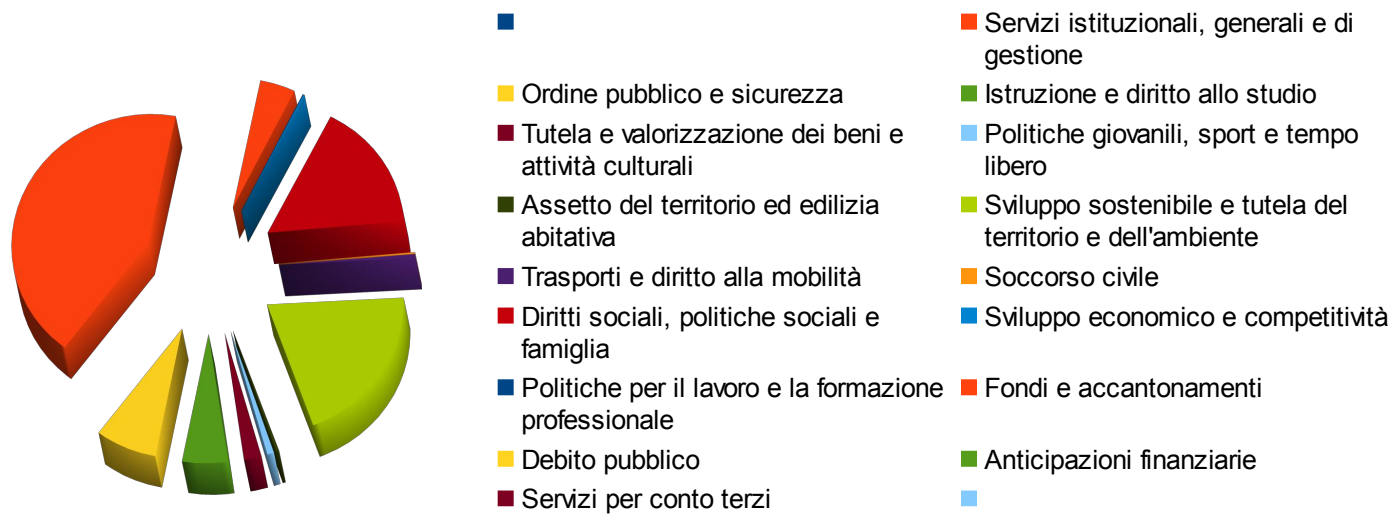 Servizi istituzionali, generali e di
gestione
Ordine pubblico e sicurezza
Istruzione e diritto allo studio
Tutela e valorizzazione dei beni e
attività culturali
Politiche giovanili, sport e tempo
libero
Assetto del territorio ed edilizia
abitativa
Sviluppo sostenibile e tutela del
territorio e dell'ambiente
Trasporti e diritto alla mobilità
Soccorso civile
Diritti sociali, politiche sociali e
famiglia
Sviluppo economico e competitività
Politiche per il lavoro e la formazione
professionale
Fondi e accantonamenti
Debito pubblico
Anticipazioni finanziarie
Servizi per conto terzi